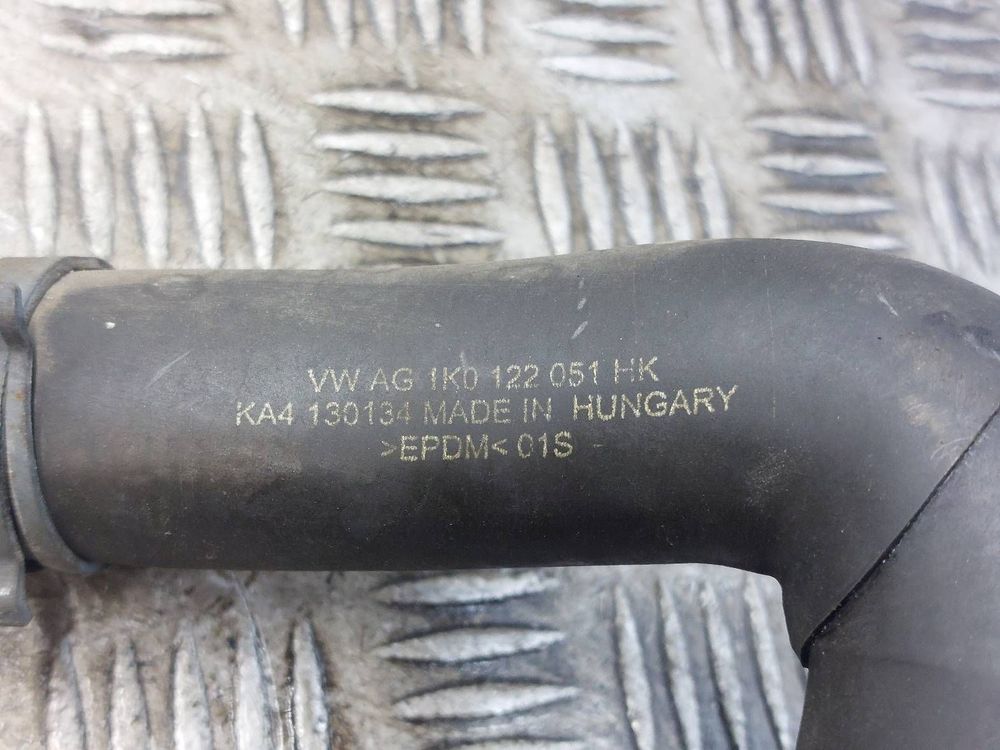 VW AG 1K0 122 051 HK
KA4 130134 MADE IN HUNGARY
>EPDM< 01S